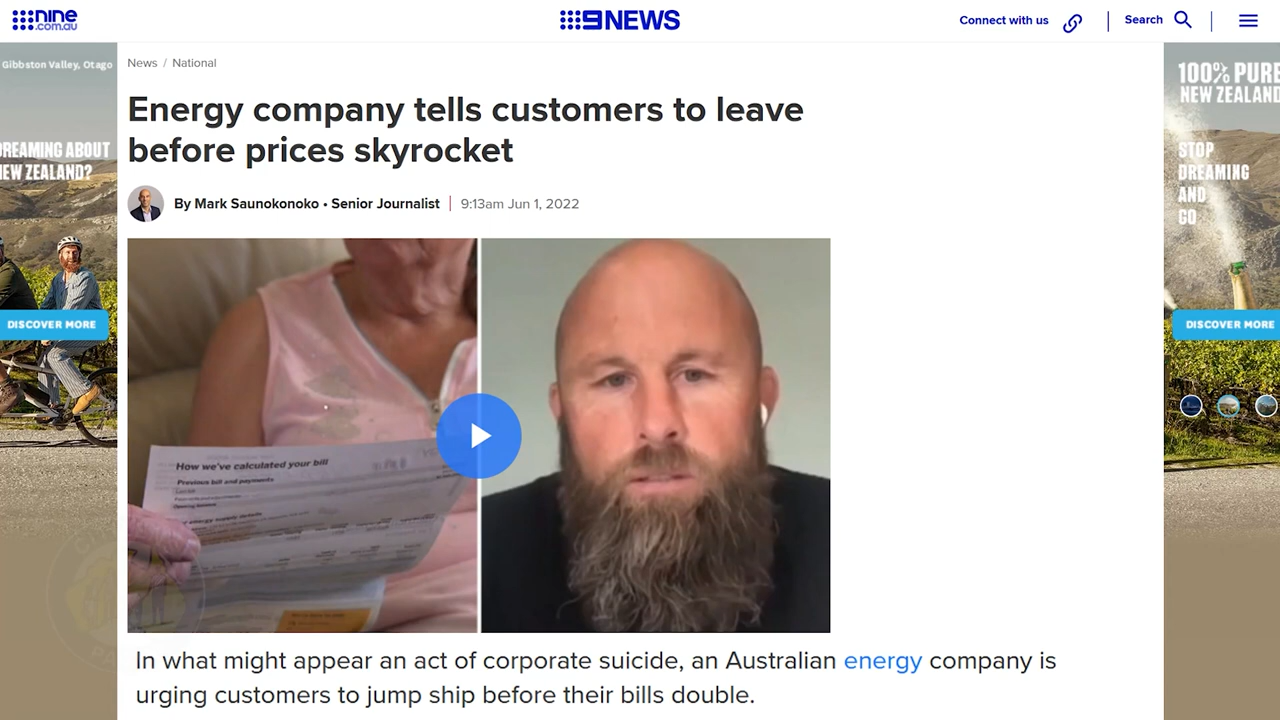 nine
.com.au
9NEWS
Connect with us
Search
Gibbston Valley, Otago
DREAMING ABOUT
NEW ZEALAND?
DISCOVER MORE
News / National
Energy company tells customers to leave
before prices skyrocket
By Mark Saunokonoko • Senior Journalist | 9:13am Jun 1, 2022
How we've calculated your bill
Previous bill and payments
In what might appear an act of corporate suicide, an Australian energy company is
urging customers to jump ship before their bills double.
100% PURE
NEW ZEALAND
STOP
DREAMING
AND
GO
DISCOVER MORE